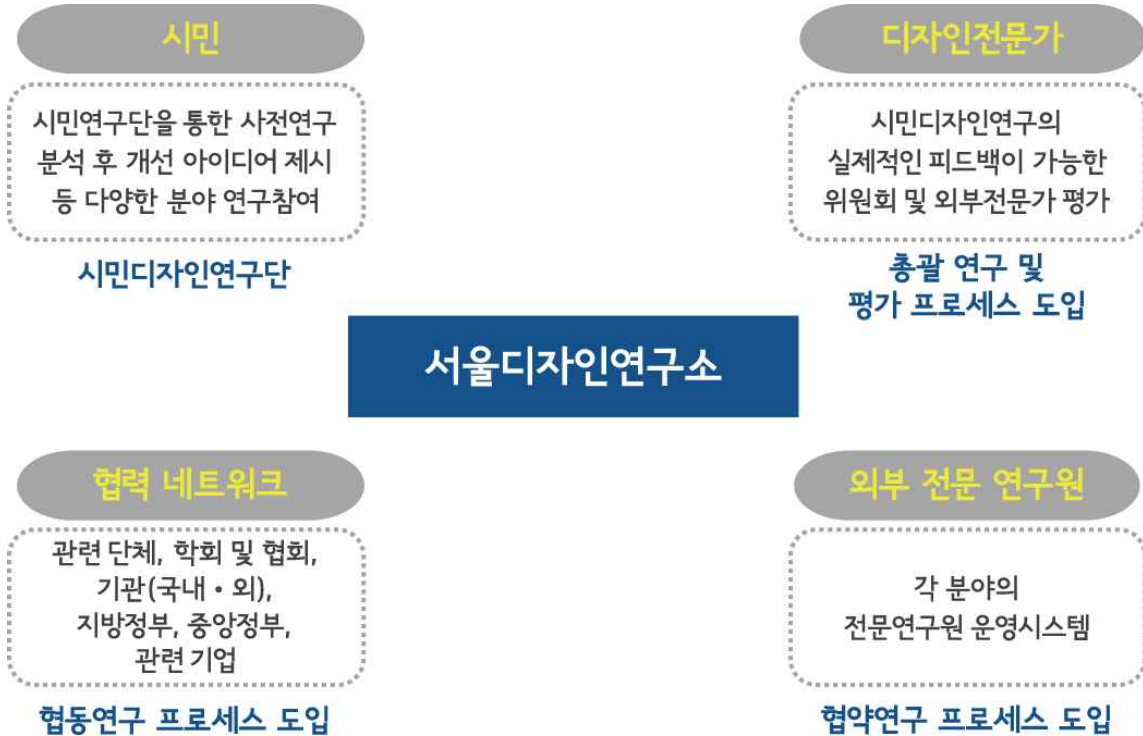 시민
시민연구단을 통한 사전연구
분석 후 개선 아이디어 제시
등 다양한 분야 연구참여
시민디자인연구단
디자인전문가
시민디자인연구의
실제적인 피드백이 가능한
위원회 및 외부전문가 평가
총괄 연구 및
평가 프로세스 도입
서울디자인연구소
협력 네트워크
관련 단체, 학회 및 협회,
기관(국내・외),
지방정부, 중앙정부,
관련 기업
협동연구 프로세스 도입
외부 전문 연구원
각 분야의
전문연구원 운영시스템
협약연구 프로세스 도입